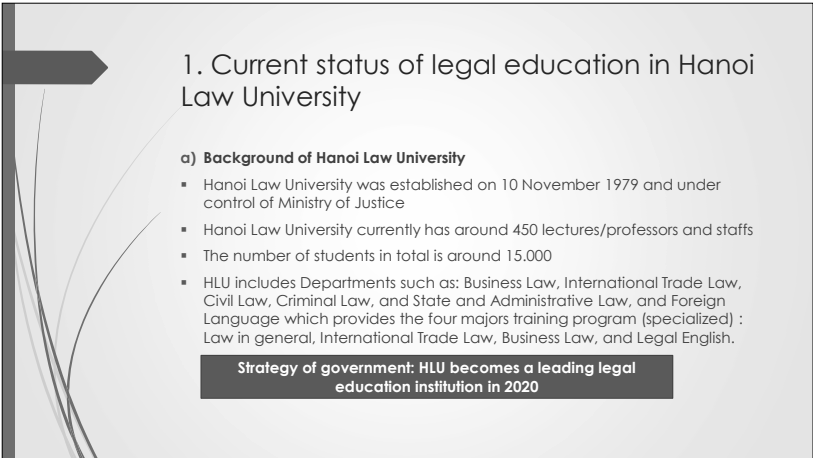 1. Current status of legal education in Hanoi
Law University
a) Background of Hanoi Law University
▪ Hanoi Law University was established on 10 November 1979 and under
control of Ministry of Justice
▪ Hanoi Law University currently has around 450 lectures/professors and staffs
▪ The number of students in total is around 15.000
▪ HLU includes Departments such as: Business Law, International Trade Law,
Civil Law, Criminal Law, and State and Administrative Law, and Foreign
Language which provides the four majors training program (specialized) :
Law in general, International Trade Law, Business Law, and Legal English.
Strategy of government: HLU becomes a leading legal
education institution in 2020